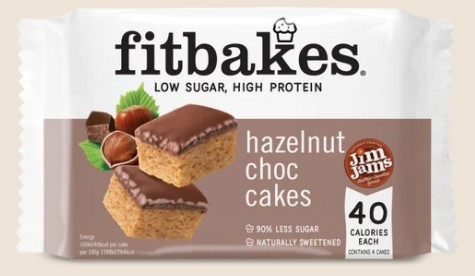 fitbakes®
LOW SUGAR, HIGH PROTEIN
hazelnut
choc
cakes
90% LESS SUGAR
NATURALLY SWEETENED
Jim
Jams
40
CALORIES
EACH
CONTAINS 4 CAKES
Energy